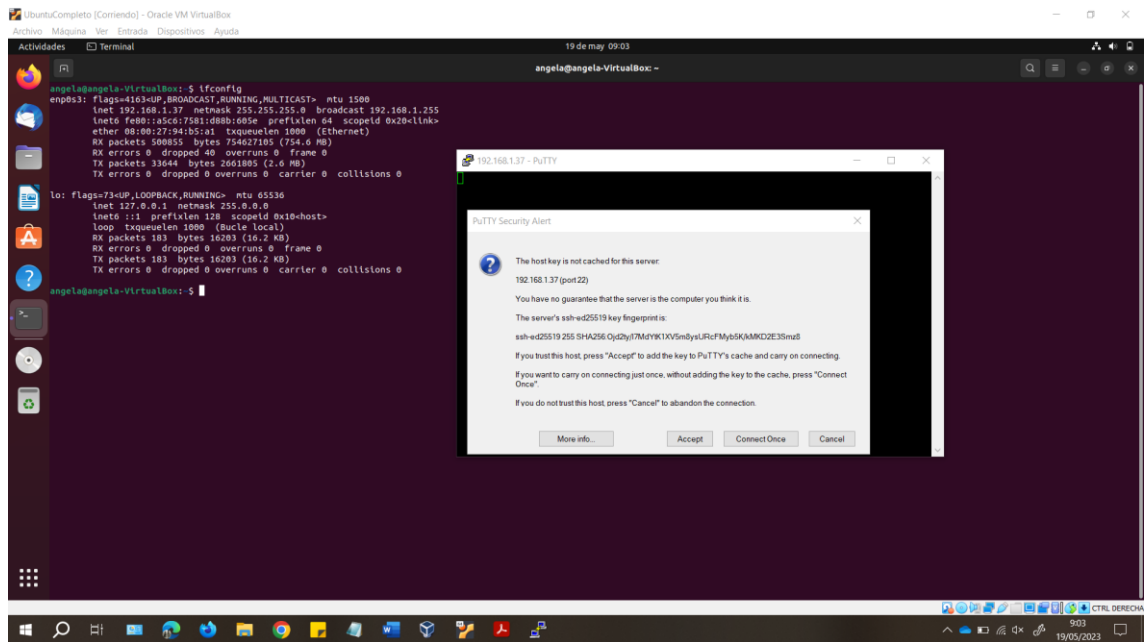 UbuntuCompleto [Corriendo] - Oracle VM VirtualBox
Archivo Máquina Ver Entrada Dispositivos Ayuda
Actividades Terminal 19 de may 09:03
angela@angela-VirtualBox: ~
angela@angela-VirtualBox:~$ ifconfig
enp0s3: flags=4163<UP,BROADCAST,RUNNING,MULTICAST> mtu 1500
inet 192.168.1.37 netmask 255.255.255.0 broadcast 192.168.1.255
inet6 fe80::a5c6:7581:d88b:605e prefixlen 64 scopeid 0x20<link>
ether 08:00:27:94:b5:a1 txqueuelen 1000 (Ethernet)
RX packets 500855 bytes 754627105 (754.6 MB)
RX errors 0 dropped 40 overruns 0 frame 0
TX packets 33644 bytes 2661805 (2.6 MB)
TX errors 0 dropped 0 overruns 0 carrier 0 collisions 0
lo: flags=73<UP,LOOPBACK,RUNNING> mtu 65536
inet 127.0.0.1 netmask 255.0.0.0
inet6 ::1 prefixlen 128 scopeid 0x10<host>
loop txqueuelen 1000 (Bucle local)
RX packets 183 bytes 16203 (16.2 KB)
RX errors 0 dropped 0 overruns 0 frame 0
TX packets 183 bytes 16203 (16.2 KB)
TX errors 0 dropped 0 overruns 0 carrier 0 collisions 0
angela@angela-VirtualBox:~$
192.168.1.37 - PuTTY
PuTTY Security Alert
The host key is not cached for this server:
192.168.1.37 (port 22)
You have no guarantee that the server is the computer you think it is.
The server's ssh-ed25519 key fingerprint is:
ssh-ed25519 255
If you trust this host, press "Accept" to add the key to PuTTY's cache and carry on connecting.
If you want to carry on connecting just once, without adding the key to the cache, press "Connect
Once".
If you do not trust this host, press "Cancel" to abandon the connection.
More info... Accept Connect Once Cancel
CTRL DERECHA
9:03
19/05/2023